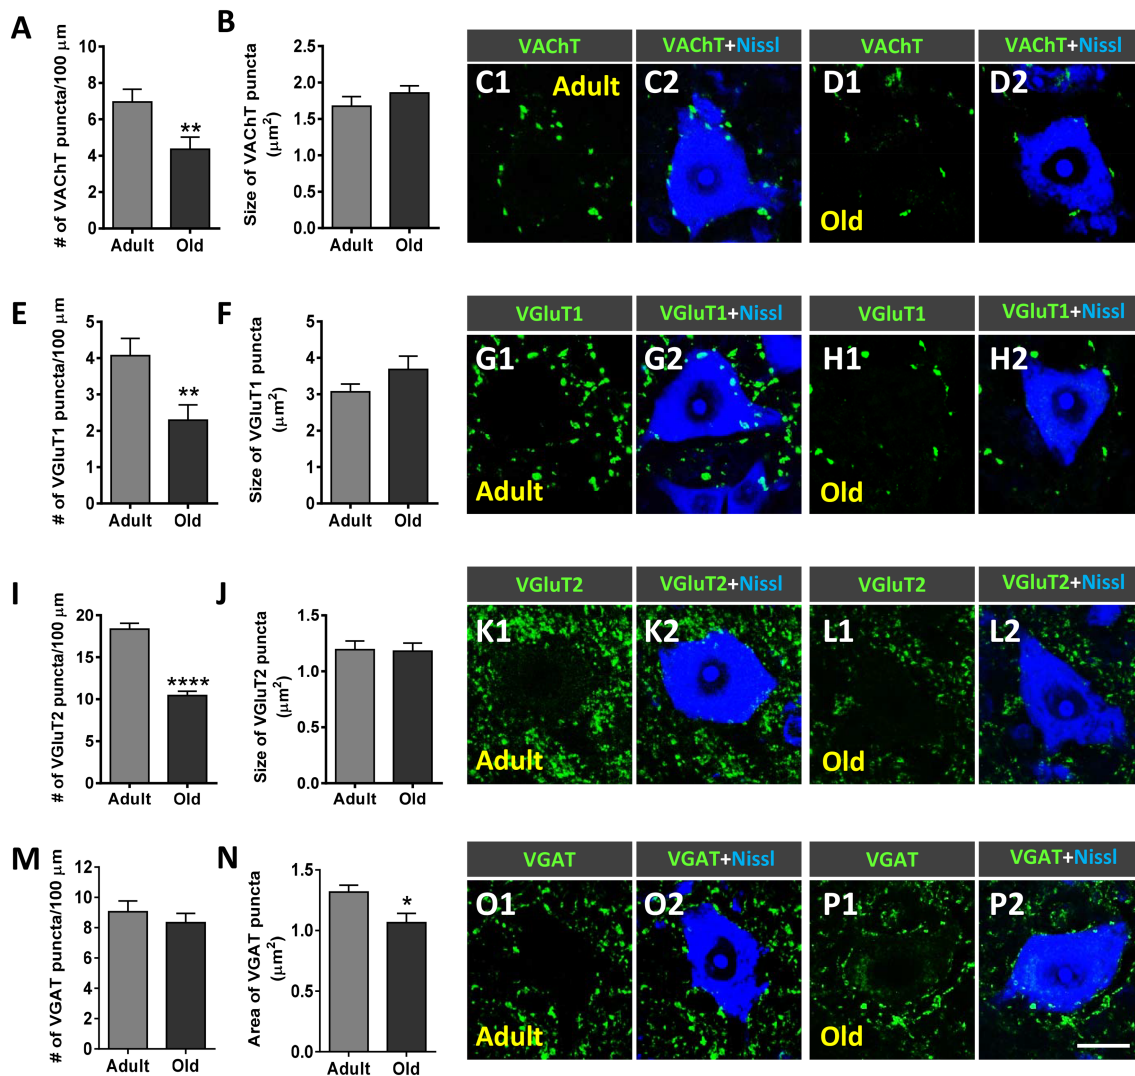 A
# of VAChT puncta/100 µm
10
8
6
4
2
0
**
Adult Old
B
Size of VAChT puncta
(µm²)
2.5
2.0
1.5
1.0
0.5
0.0
Adult Old
VAChT VAChT+Nissl VAChT VAChT+Nissl
C1 Adult C2 D1 D2
Old
E
# of VGluT1 puncta/100 µm
5
4
3
2
1
0
**
Adult Old
F
Size of VGluT1 puncta
(µm²)
5
4
3
2
1
0
Adult Old
VGluT1 VGluT1+Nissl VGluT1 VGluT1+Nissl
G1 G2 H1 H2
Adult Old
I
# of VGluT2 puncta/100 µm
20
15
10
10
0
****
Adult Old
J
Size of VGluT2 puncta
(µm²)
1.5
1.0
0.5
0.0
Adult Old
VGluT2 VGluT2+Nissl VGluT2 VGluT2+Nissl
K1 K2 L1 L2
Adult Old
M
# of VGAT puncta/100 µm
12
10
8
6
4
2
0
Adult Old
N
Area of VGAT puncta
(µm²)
1.5
1.0
1.5
0.0
*
Adult Old
VGAT VGAT+Nissl VGAT VGAT+Nissl
O1 O2 P1 P2
Adult Old